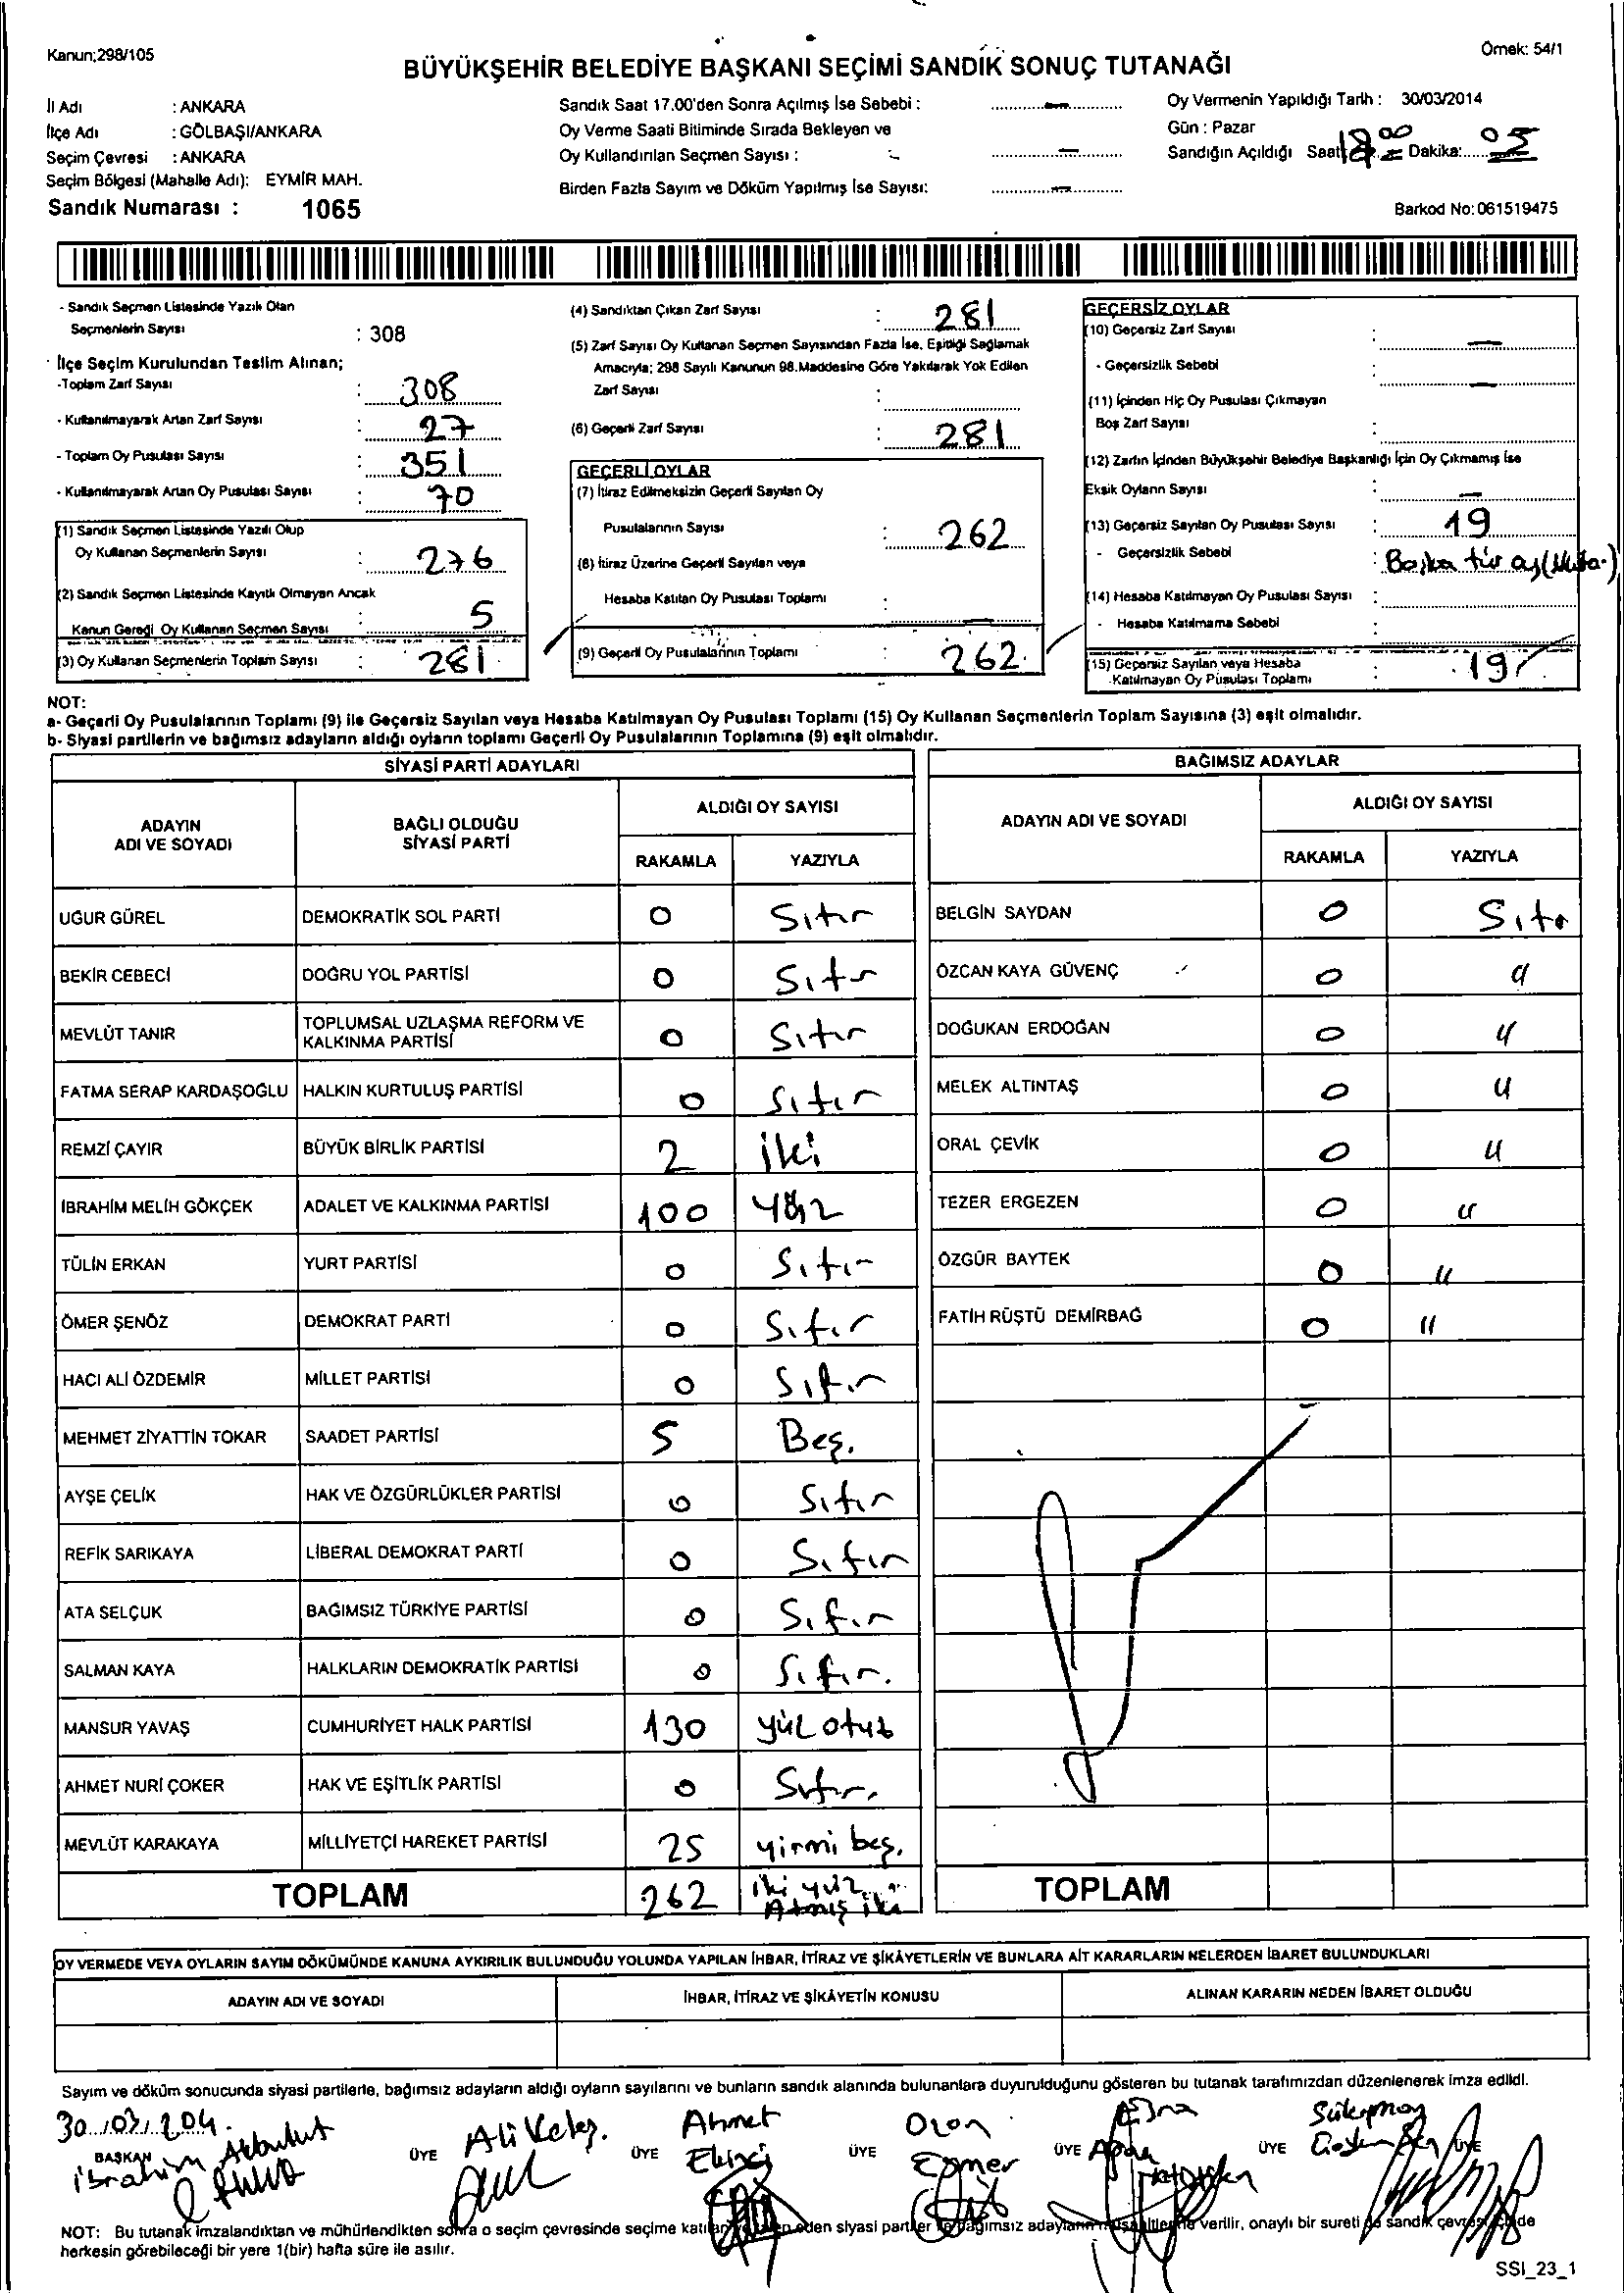 Kanun;298/105
Örnek: 54/1
BÜYÜKŞEHİR BELEDİYE BAŞKANI SEÇİMİ SANDIK SONUÇ TUTANAĞI
İl Adı : ANKARA
İlçe Adı : GÖLBAŞI/ANKARA
Seçim Çevresi : ANKARA
Seçim Bölgesi (Mahalle Adı): EYMİR MAH.
Sandık Numarası : 1065
Sandık Saat 17.00'den Sonra Açılmış İse Sebebi :
Oy Verme Saati Bitiminde Sırada Bekleyen ve
Oy Kullandırılan Seçmen Sayısı :
Birden Fazla Sayım ve Döküm Yapılmış İse Sayısı:
Oy Vermenin Yapıldığı Tarih : 30/03/2014
Gün : Pazar
Sandığın Açıldığı Saat: Dakika: 05
Barkod No: 061519475
- Sandık Seçmen Listesinde Yazılı Olan
Seçmenlerin Sayısı : 308
İlçe Seçim Kurulundan Teslim Alınan;
-Toplam Zarf Sayısı : 308
- Kullanılmayarak Artan Zarf Sayısı : 27
- Toplam Oy Pusulası Sayısı : 351
- Kullanılmayarak Artan Oy Pusulası Sayısı : 70
(1) Sandık Seçmen Listesinde Yazılı Olup
Oy Kullanan Seçmenlerin Sayısı : 276
(2) Sandık Seçmen Listesinde Kayıtlı Olmayan Ancak
Kanun Gereği Oy Kullanan Seçmen Sayısı : 5
(3) Oy Kullanan Seçmenlerin Toplam Sayısı : 281
(4) Sandıktan Çıkan Zarf Sayısı : 281
(5) Zarf Sayısı Oy Kullanan Seçmen Sayısından Fazla İse, Eşitliği Sağlamak
Amacıyla; 298 Sayılı Kanunun 98.Maddesine Göre Yakılarak Yok Edilen
Zarf Sayısı :
(6) Geçerli Zarf Sayısı : 281
GEÇERLİ OYLAR
(7) İtiraz Edilmeksizin Geçerli Sayılan Oy
Pusulalarının Sayısı : 262
(8) İtiraz Üzerine Geçerli Sayılan veya
Hesaba Katılan Oy Pusulası Toplamı :
(9) Geçerli Oy Pusulalarının Toplamı : 262
GEÇERSİZ OYLAR
(10) Geçersiz Zarf Sayısı : —
- Geçersizlik Sebebi : —
(11) İçinden Hiç Oy Pusulası Çıkmayan
Boş Zarf Sayısı :
(12) Zarfın İçinden Büyükşehir Belediye Başkanlığı İçin Oy Çıkmamış İse
Eksik Oyların Sayısı : —
(13) Geçersiz Sayılan Oy Pusulası Sayısı : 19
- Geçersizlik Sebebi : Başka tür oy
(14) Hesaba Katılmayan Oy Pusulası Sayısı :
- Hesaba Katılmama Sebebi :
(15) Geçersiz Sayılan veya Hesaba
Katılmayan Oy Pusulası Toplamı : 19
NOT:
a- Geçerli Oy Pusulalarının Toplamı (9) ile Geçersiz Sayılan veya Hesaba Katılmayan Oy Pusulası Toplamı (15) Oy Kullanan Seçmenlerin Toplam Sayısına (3) eşit olmalıdır.
b- Siyasi partilerin ve bağımsız adayların aldığı oyların toplamı Geçerli Oy Pusulalarının Toplamına (9) eşit olmalıdır.
SİYASİ PARTİ ADAYLARI
ADAYIN ADI VE SOYADI BAĞLI OLDUĞU SİYASİ PARTİ ALDIĞI OY SAYISI
RAKAMLA YAZIYLA
UĞUR GÜREL DEMOKRATİK SOL PARTİ 0 Sıfır
BEKİR CEBECİ DOĞRU YOL PARTİSİ 0 Sıfır
MEVLÜT TANIR TOPLUMSAL UZLAŞMA REFORM VE KALKINMA PARTİSİ 0 Sıfır
FATMA SERAP KARDAŞOĞLU HALKIN KURTULUŞ PARTİSİ 0 Sıfır
REMZİ ÇAYIR BÜYÜK BİRLİK PARTİSİ 2 iki
İBRAHİM MELİH GÖKÇEK ADALET VE KALKINMA PARTİSİ 100 Yüz
TÜLİN ERKAN YURT PARTİSİ 0 Sıfır
ÖMER ŞENÖZ DEMOKRAT PARTİ 0 Sıfır
HACI ALİ ÖZDEMİR MİLLET PARTİSİ 0 Sıfır
MEHMET ZİYATTİN TOKAR SAADET PARTİSİ 5 Beş.
AYŞE ÇELİK HAK VE ÖZGÜRLÜKLER PARTİSİ 0 Sıfır
REFİK SARIKAYA LİBERAL DEMOKRAT PARTİ 0 Sıfır
ATA SELÇUK BAĞIMSIZ TÜRKİYE PARTİSİ 0 Sıfır
SALMAN KAYA HALKLARIN DEMOKRATİK PARTİSİ 0 Sıfır.
MANSUR YAVAŞ CUMHURİYET HALK PARTİSİ 130 yüz otuz
AHMET NURİ ÇOKER HAK VE EŞİTLİK PARTİSİ 0 Sıfır.
MEVLÜT KARAKAYA MİLLİYETÇİ HAREKET PARTİSİ 25 yirmi beş.
TOPLAM 262 iki yüz Atmış iki
BAĞIMSIZ ADAYLAR
ADAYIN ADI VE SOYADI ALDIĞI OY SAYISI
RAKAMLA YAZIYLA
BELGİN SAYDAN 0 Sıfır
ÖZCAN KAYA GÜVENÇ 0 "
DOĞUKAN ERDOĞAN 0 "
MELEK ALTINTAŞ 0 "
ORAL ÇEVİK 0 "
TEZER ERGEZEN 0 "
ÖZGÜR BAYTEK 0 "
FATİH RÜŞTÜ DEMİRBAĞ 0 "
TOPLAM
OY VERMEDE VEYA OYLARIN SAYIM DÖKÜMÜNDE KANUNA AYKIRILIK BULUNDUĞU YOLUNDA YAPILAN İHBAR, İTİRAZ VE ŞİKÂYETLERİN VE BUNLARA AİT KARARLARIN NELERDEN İBARET BULUNDUKLARI
ADAYIN ADI VE SOYADI İHBAR, İTİRAZ VE ŞİKÂYETİN KONUSU ALINAN KARARIN NEDEN İBARET OLDUĞU
Sayım ve döküm sonucunda siyasi partilerle, bağımsız adayların aldığı oyların sayılarını ve bunların sandık alanında bulunanlara duyurulduğunu gösteren bu tutanak tarafımızdan düzenlenerek imza edildi.
30/03/204.
BAŞKAN ÜYE ÜYE ÜYE ÜYE ÜYE ÜYE
İbrahim Akbulut Ali Keleş. Ahmet Ekinci Ozan Esra Süleyman
NOT: Bu tutanak imzalandıktan ve mühürlendikten sonra o seçim çevresinde seçime katılan eden siyasi partiler bağımsız adayların verilir, onaylı bir sureti de sandık çevresinde
herkesin görebileceği bir yere 1(bir) hafta süre ile asılır.
SSI_23_1